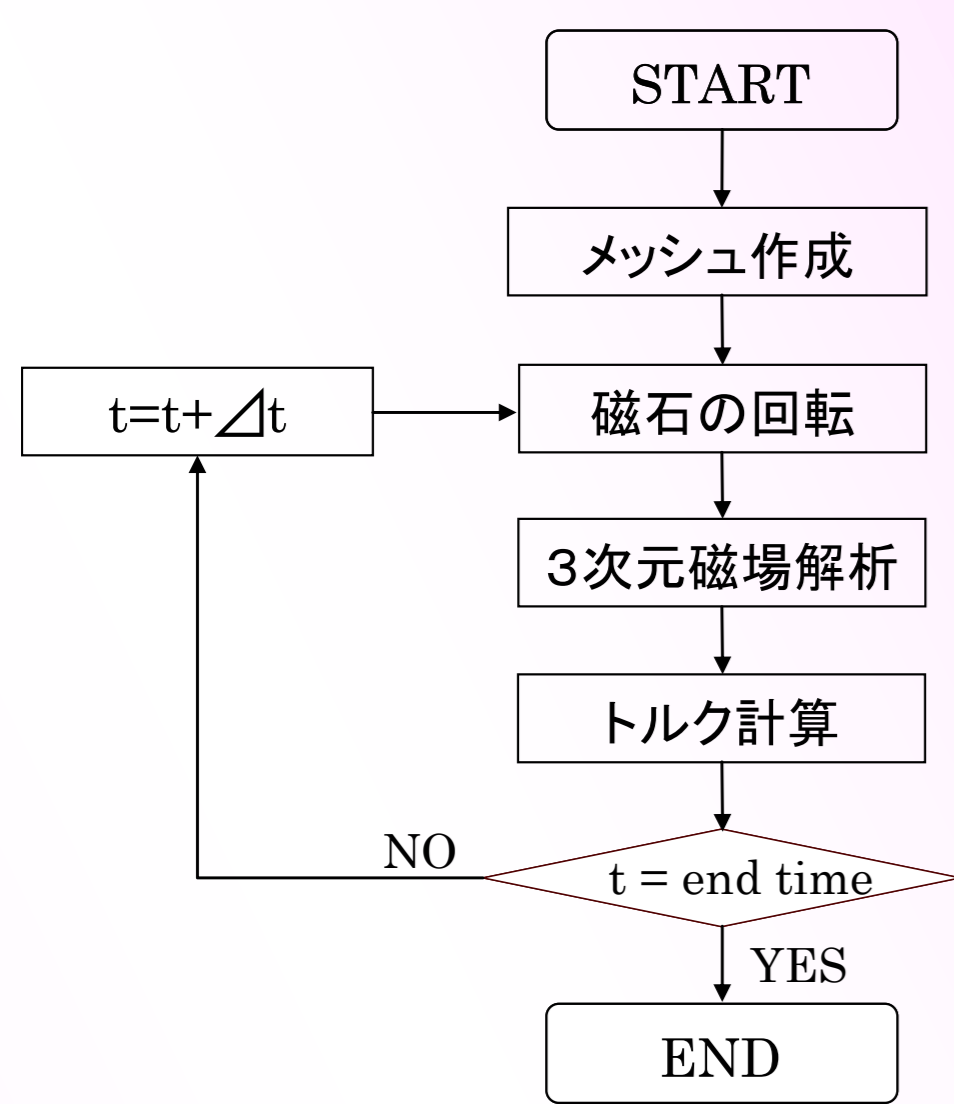 START
メッシュ作成
t=t+⊿t
磁石の回転
３次元磁場解析
トルク計算
NO
t = end time
YES
END